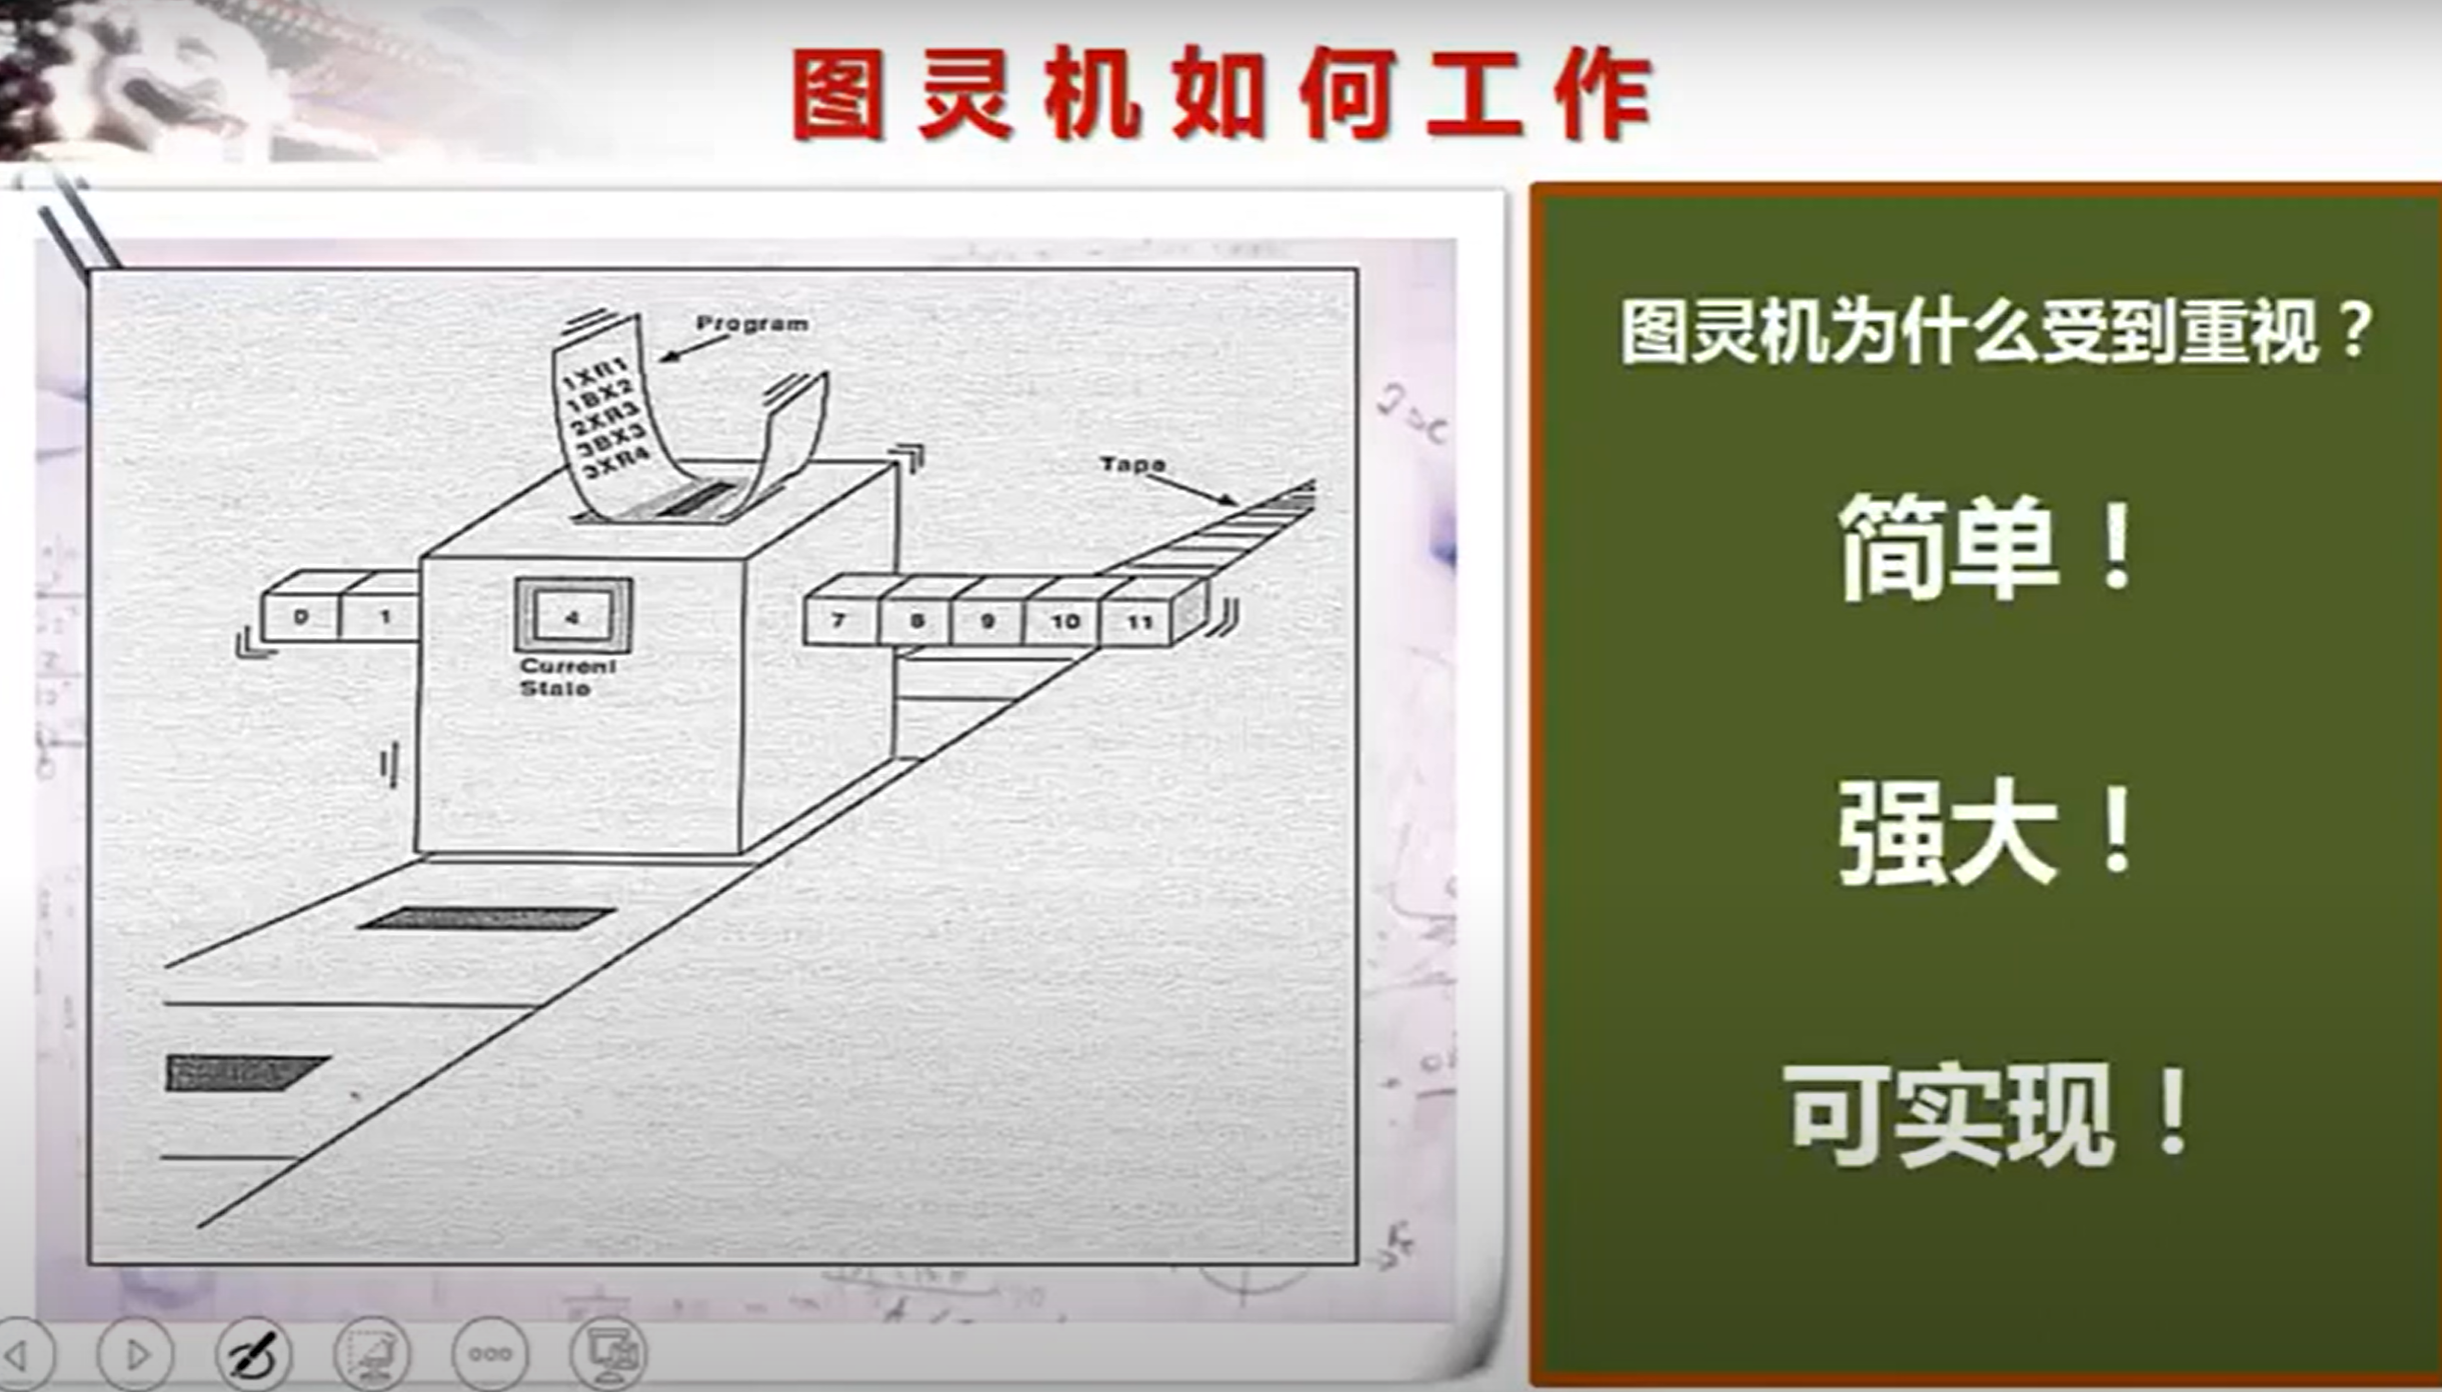 图灵机如何工作
Program
1XR1
1BX2
2XR3
3BX3
3XR4
Tape
0 1
4
7 8 9 10 11
Current
State
图灵机为什么受到重视？
简单！
强大！
可实现！